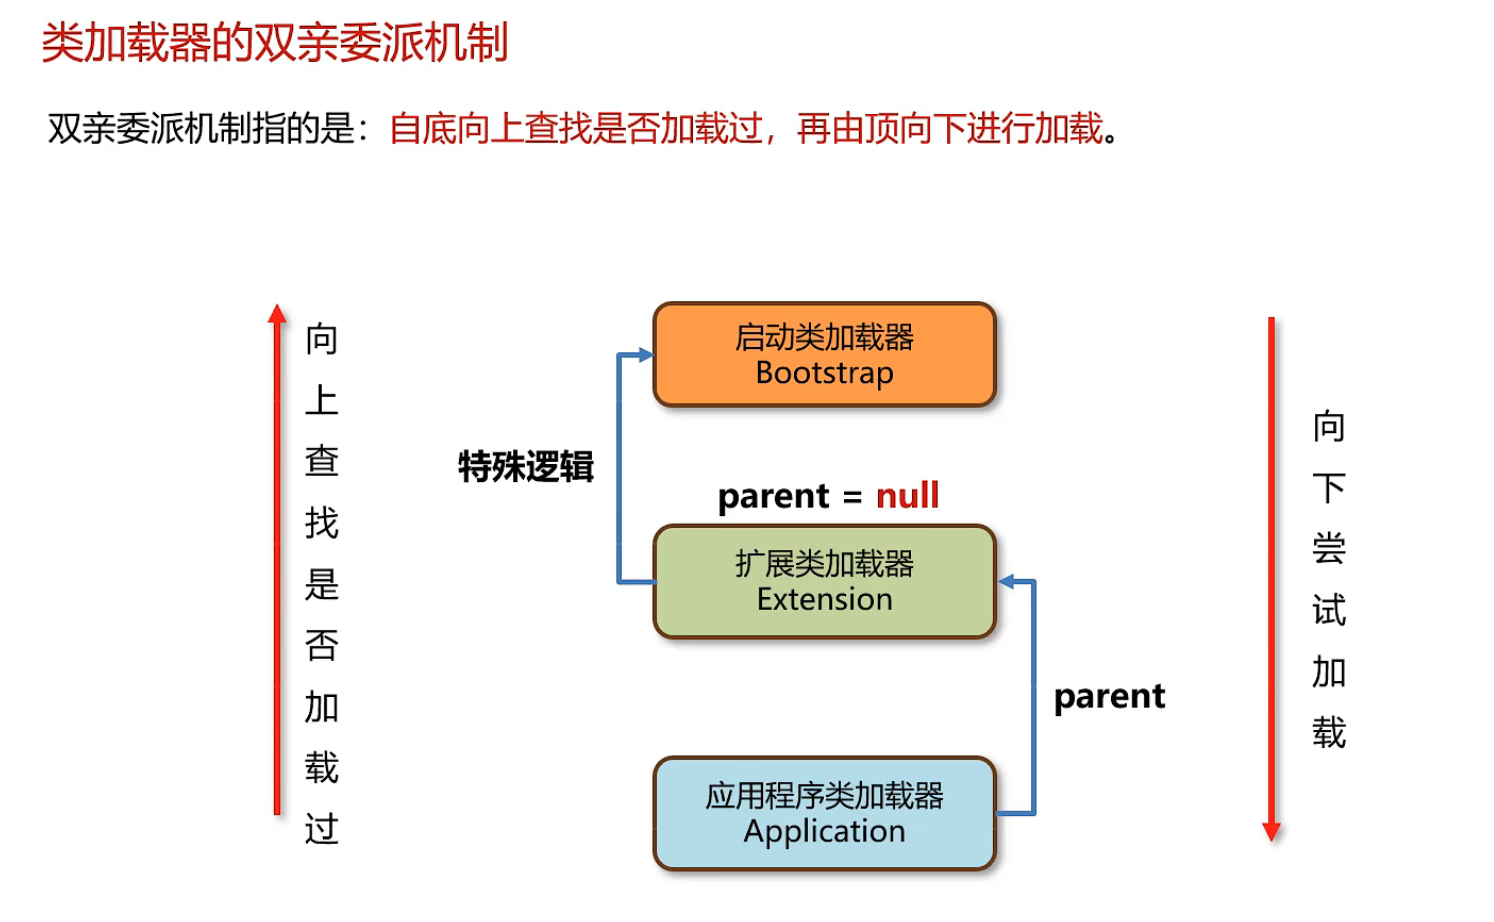 类加载器的双亲委派机制
双亲委派机制指的是：自底向上查找是否加载过，再由顶向下进行加载。
向上查找是否加载过
启动类加载器
Bootstrap
特殊逻辑
parent = null
扩展类加载器
Extension
parent
应用程序类加载器
Application
向下尝试加载